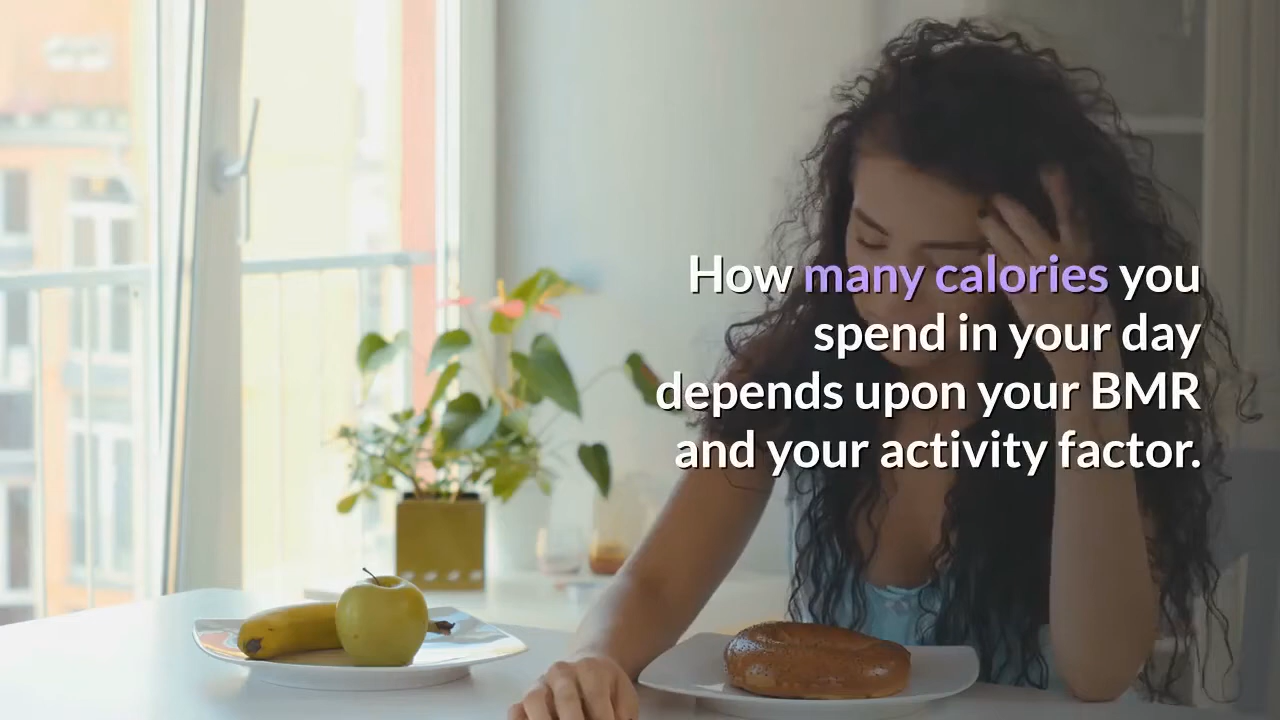 How many calories you
spend in your day
depends upon your BMR
and your activity factor.